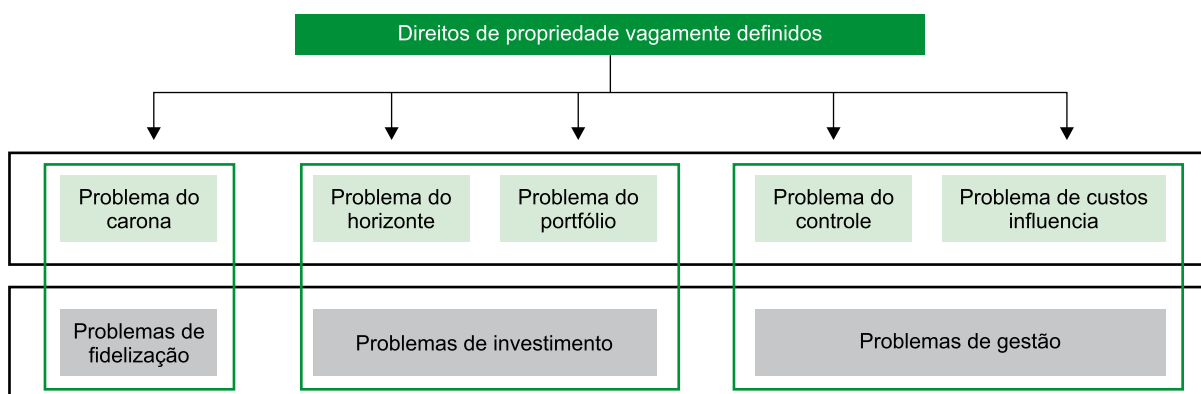 Direitos de propriedade vagamente definidos
Problema do
carona
Problema do
horizonte
Problema do
portfólio
Problema do
controle
Problema de custos
influencia
Problemas de
fidelização
Problemas de investimento
Problemas de gestão